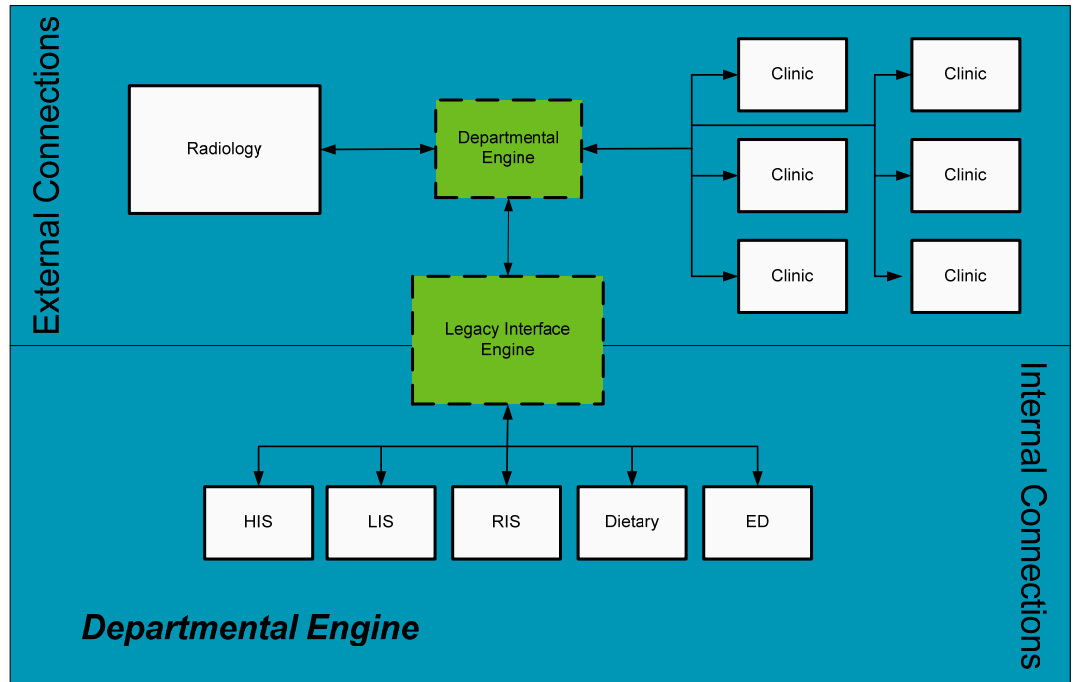 External Connections
Radiology
Departmental
Engine
Clinic
Clinic
Clinic
Clinic
Clinic
Clinic
Legacy Interface
Engine
Internal Connections
HIS
LIS
RIS
Dietary
ED
Departmental Engine